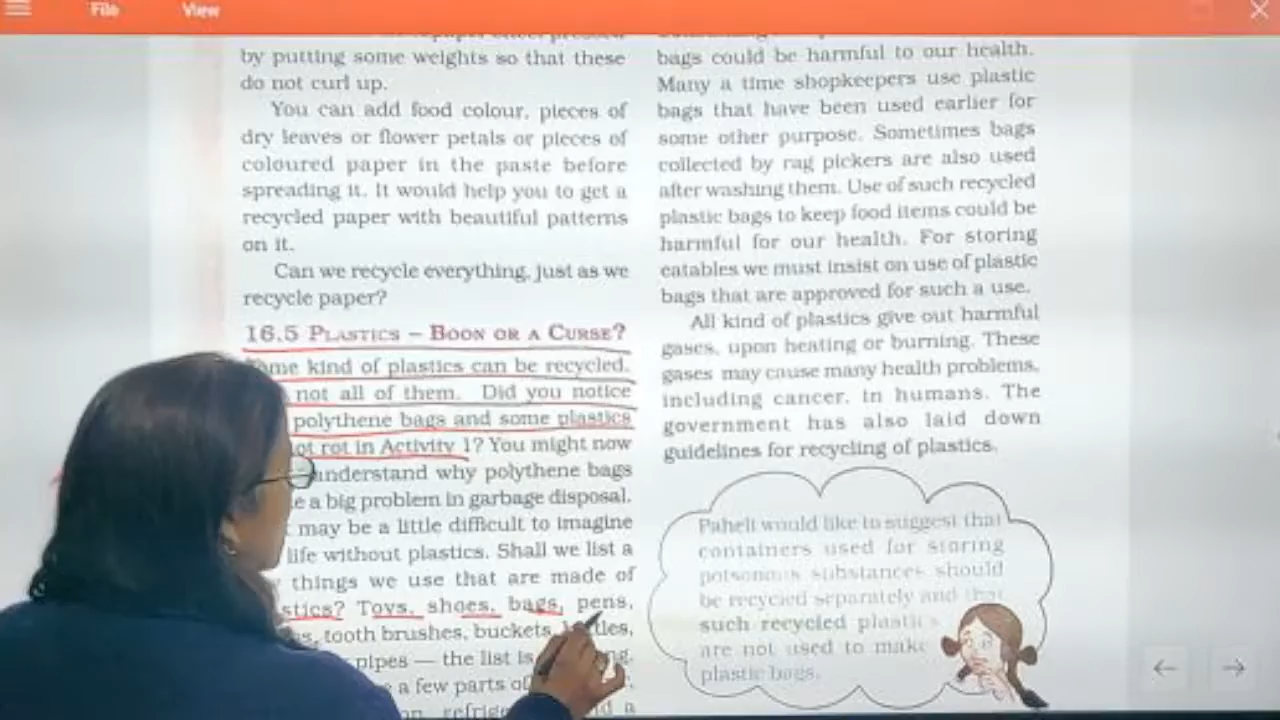 File View
by putting some weights so that these
do not curl up.
You can add food colour, pieces of
dry leaves or flower petals or pieces of
coloured paper in the paste before
spreading it. It would help you to get a
recycled paper with beautiful patterns
on it.
Can we recycle everything, just as we
recycle paper?
16.5 PLASTICS – BOON OR A CURSE?
kind of plastics can be recycled,
not all of them. Did you notice
polythene bags and some plastics
rot in Activity 1? You might now
understand why polythene bags
a big problem in garbage disposal.
may be a little difficult to imagine
life without plastics. Shall we list a
things we use that are made of
Toys, shoes, bags, pens,
tooth brushes, buckets,
pipes — the list is
a few parts
bags could be harmful to our health.
Many a time shopkeepers use plastic
bags that have been used earlier for
some other purpose. Sometimes bags
collected by rag pickers are also used
after washing them. Use of such recycled
plastic bags to keep food items could be
harmful for our health. For storing
eatables we must insist on use of plastic
bags that are approved for such a use.
All kind of plastics give out harmful
gases, upon heating or burning. These
gases may cause many health problems,
including cancer, in humans. The
government has also laid down
guidelines for recycling of plastics.
Paheli would like to suggest that
containers used for storing
poisonous substances should
be recycled separately and that
such recycled plastics
are not used to make
plastic bags.